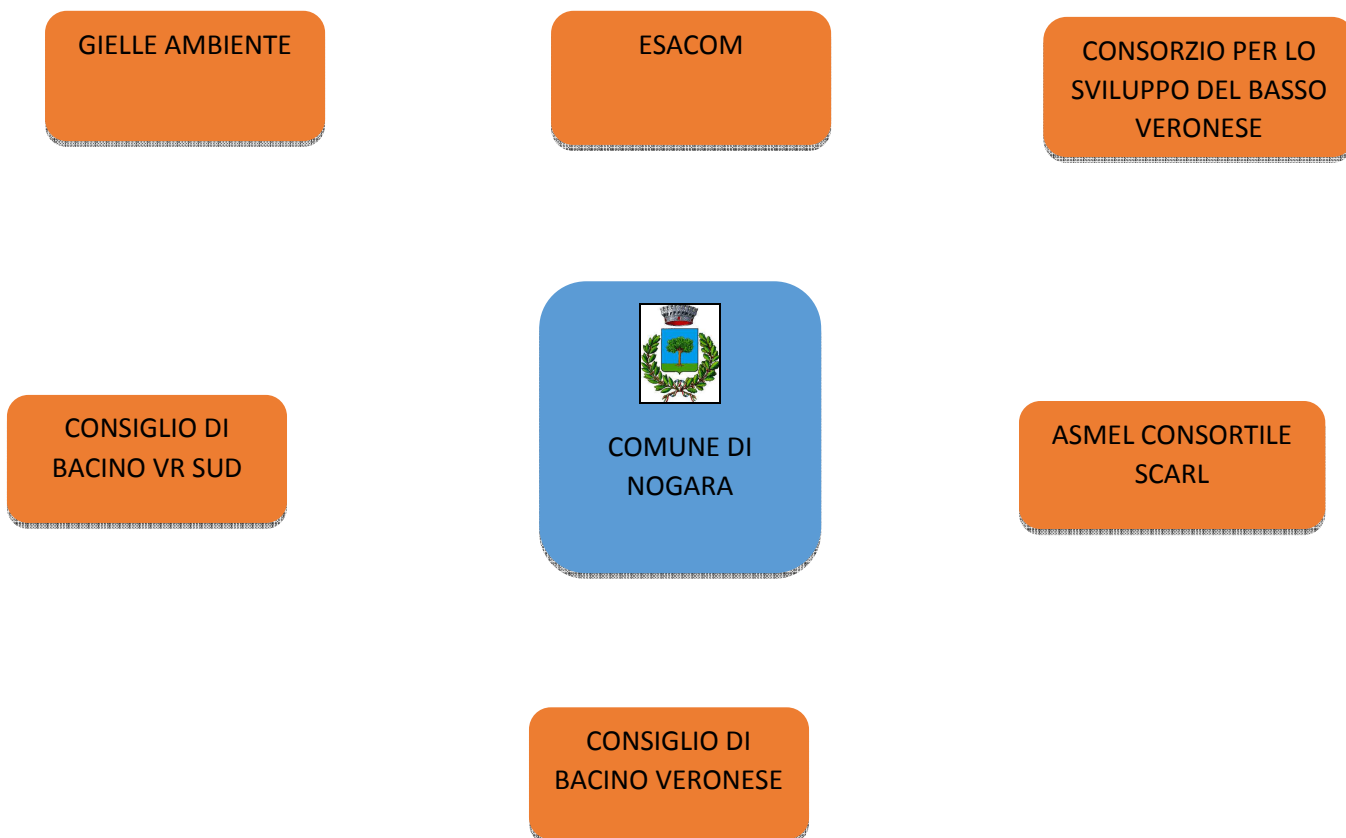 GIELLE AMBIENTE
ESACOM
CONSORZIO PER LO
SVILUPPO DEL BASSO
VERONESE
CONSIGLIO DI
BACINO VR SUD
COMUNE DI
NOGARA
ASMEL CONSORTILE
SCARL
CONSIGLIO DI
BACINO VERONESE